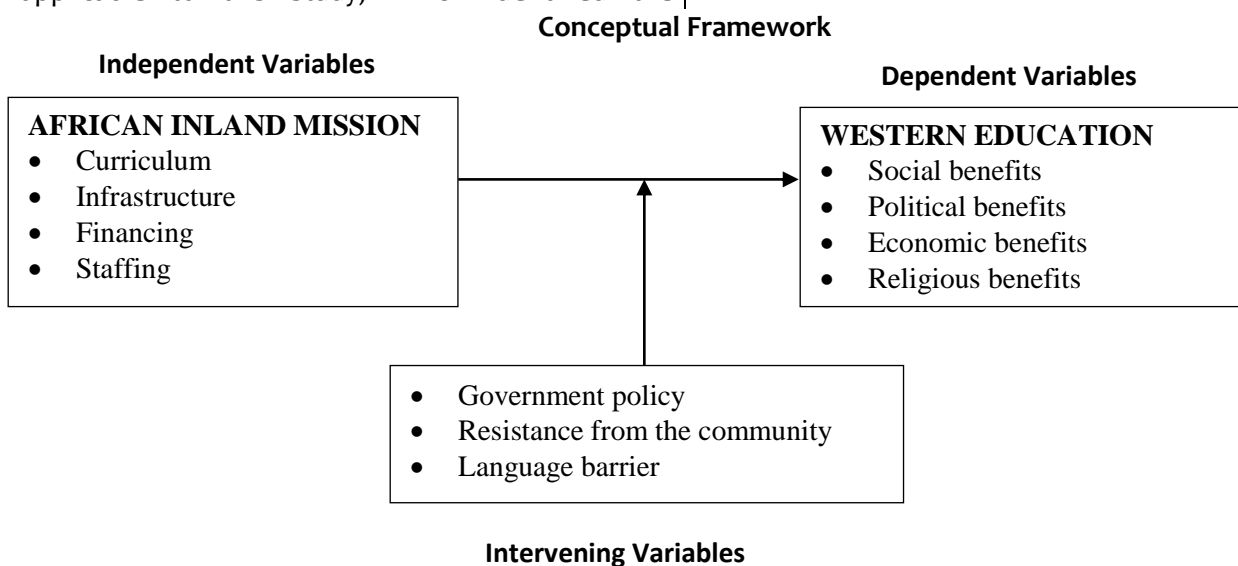 Conceptual Framework
Independent Variables
Dependent Variables
AFRICAN INLAND MISSION
• Curriculum
• Infrastructure
• Financing
• Staffing
WESTERN EDUCATION
• Social benefits
• Political benefits
• Economic benefits
• Religious benefits
• Government policy
• Resistance from the community
• Language barrier
Intervening Variables